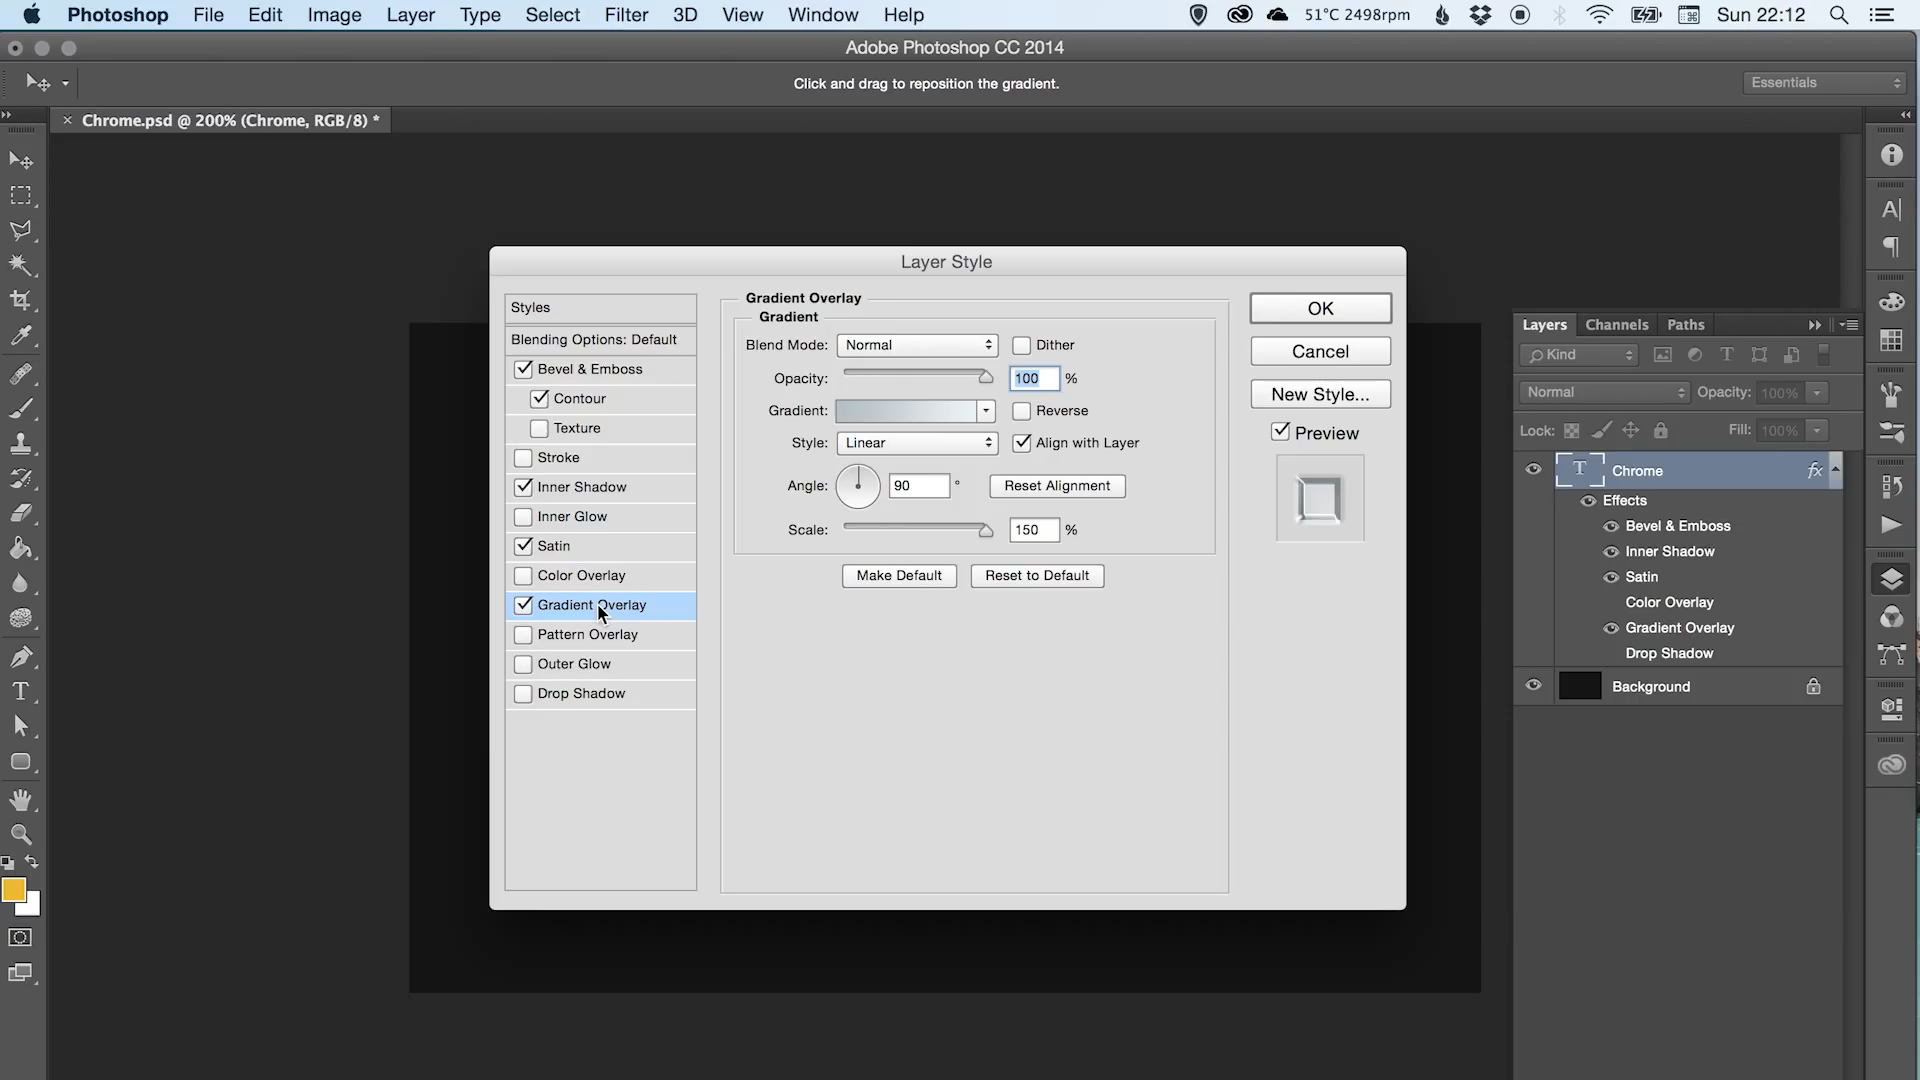 Photoshop File Edit Image Layer Type Select Filter 3D View Window Help 51°C 2498rpm Sun 22:12
Adobe Photoshop CC 2014
Click and drag to reposition the gradient.
Essentials
× Chrome.psd @ 200% (Chrome, RGB/8) *
Layer Style
Styles
Blending Options: Default
Bevel & Emboss
Contour
Texture
Stroke
Inner Shadow
Inner Glow
Satin
Color Overlay
Gradient Overlay
Pattern Overlay
Outer Glow
Drop Shadow
Gradient Overlay
Gradient
Blend Mode: Normal Dither
Opacity: 100 %
Gradient: Reverse
Style: Linear Align with Layer
Angle: 90 ° Reset Alignment
Scale: 150 %
Make Default Reset to Default
OK
Cancel
New Style...
Preview
Layers Channels Paths
Kind
Normal Opacity: 100%
Lock: Fill: 100%
T Chrome fx
Effects
Bevel & Emboss
Inner Shadow
Satin
Color Overlay
Gradient Overlay
Drop Shadow
Background